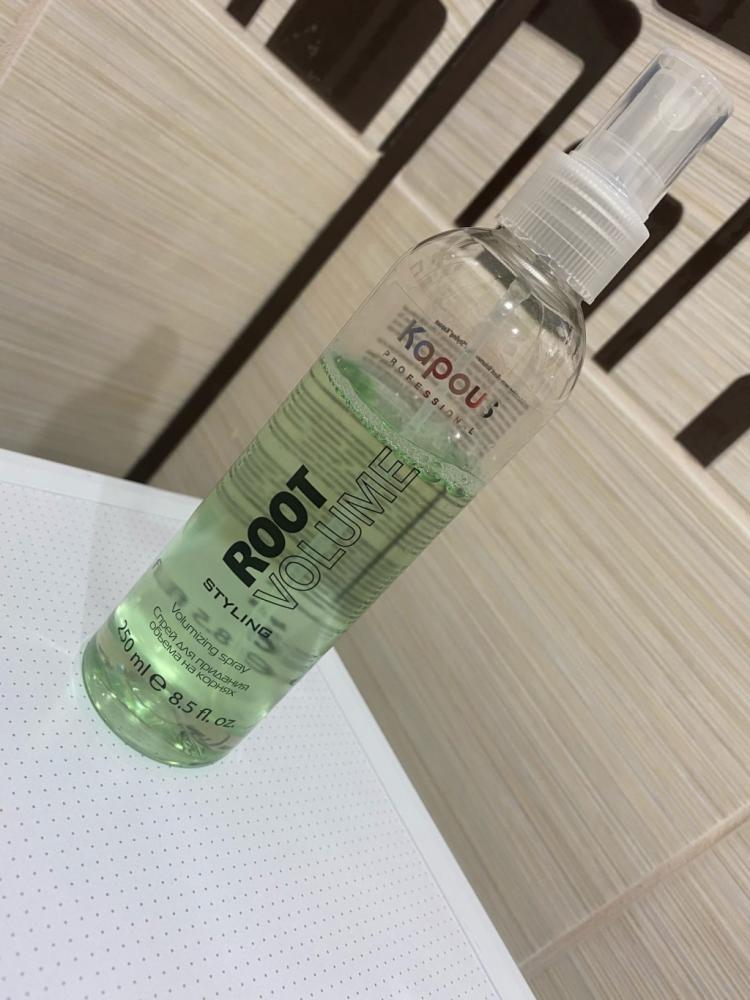 Kapous
PROFESSIONAL
ROOT
VOLUME
STYLING
Volumizing spray
Спрей для придания
объема на корнях
250 ml e 8.5 fl. oz.